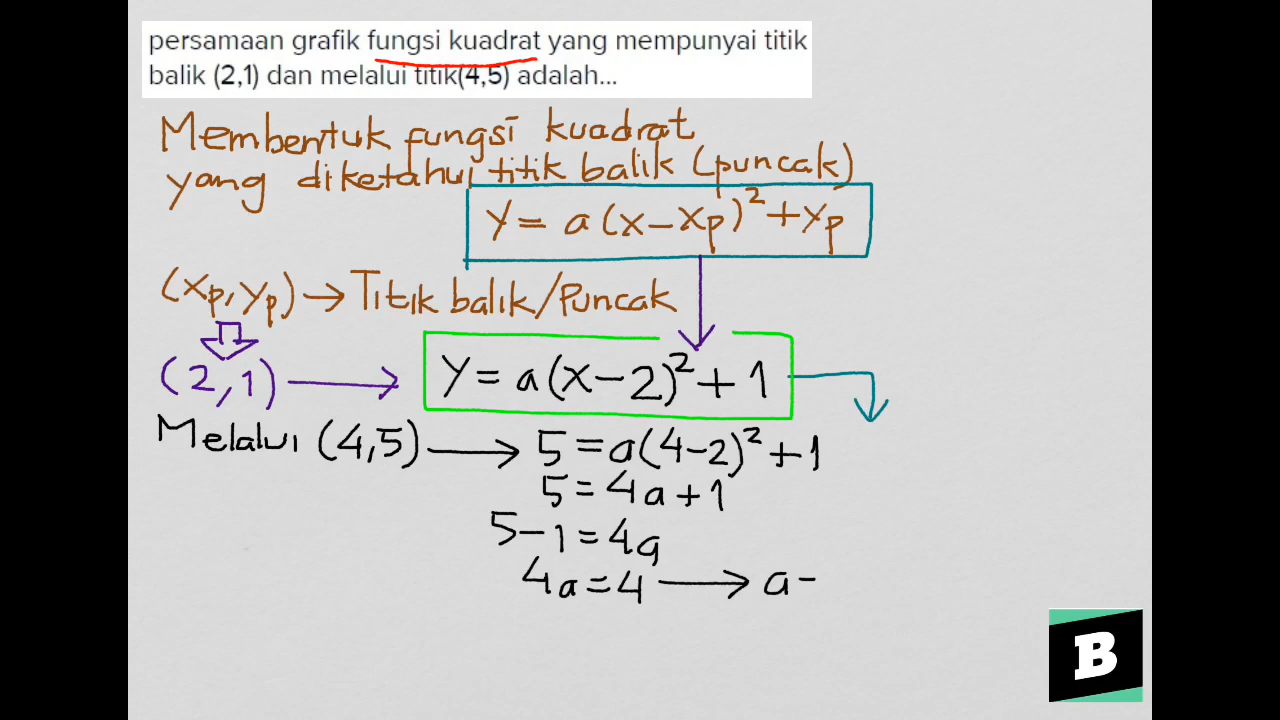 persamaan grafik fungsi kuadrat yang mempunyai titik
balik (2,1) dan melalui titik(4,5) adalah...
Membentuk fungsi kuadrat
yang diketahui titik balik (puncak)
y = a(x-xp)² + yp
(xp, yp) → Titik balik/Puncak
(2,1) → y = a(x-2)² + 1
Melalui (4,5) → 5 = a(4-2)² + 1
5 = 4a + 1
5-1 = 4a
4a = 4 → a -
B